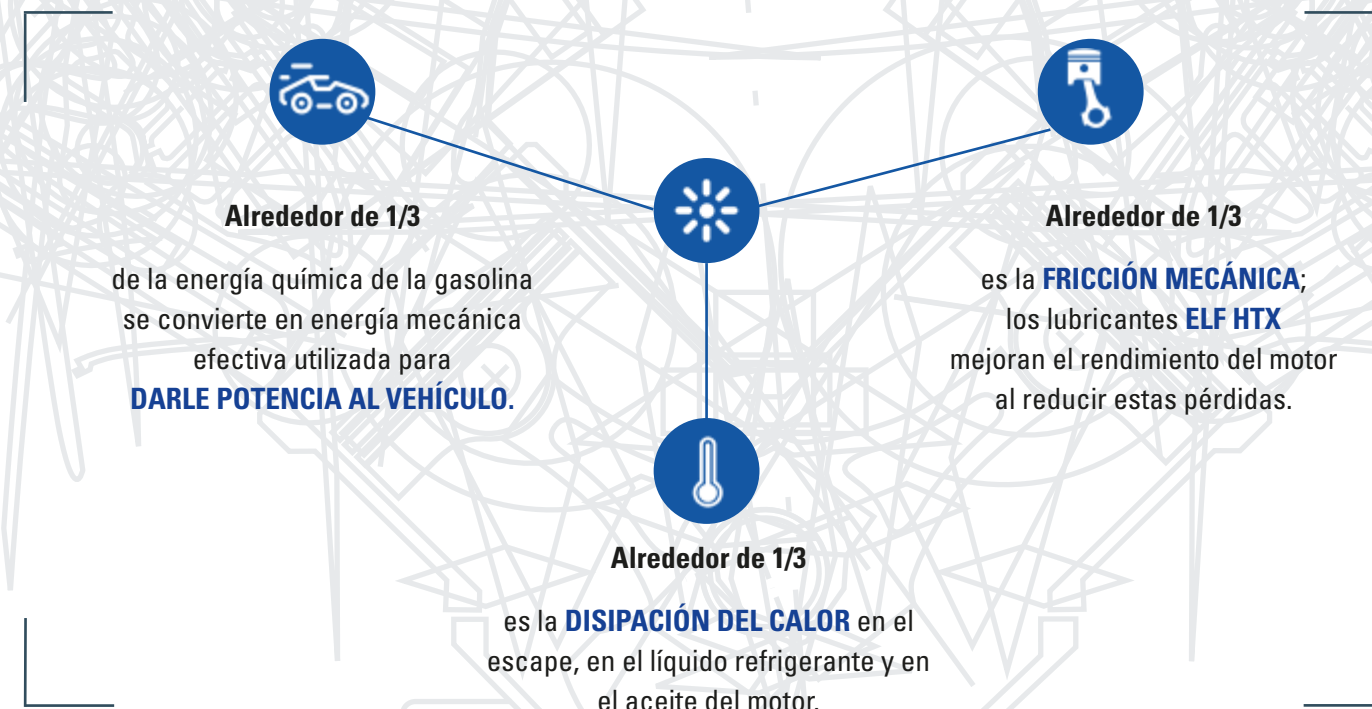 Alrededor de 1/3
de la energía química de la gasolina
se convierte en energía mecánica
efectiva utilizada para
DARLE POTENCIA AL VEHÍCULO.
Alrededor de 1/3
es la FRICCIÓN MECÁNICA;
los lubricantes ELF HTX
mejoran el rendimiento del motor
al reducir estas pérdidas.
Alrededor de 1/3
es la DISIPACIÓN DEL CALOR en el
escape, en el líquido refrigerante y en
el aceite del motor.